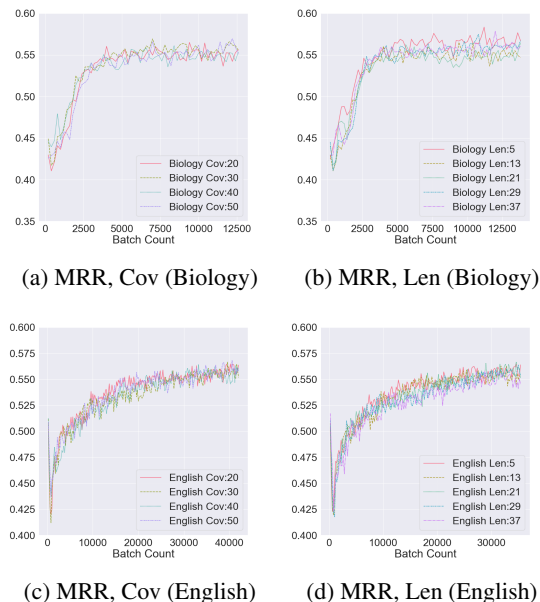 0.60
0.55
0.50
0.45
0.40
0.35
Biology Cov:20
Biology Cov:30
Biology Cov:40
Biology Cov:50
0 2500 5000 7500 10000 12500
Batch Count
(a) MRR, Cov (Biology)
0.60
0.55
0.50
0.45
0.40
0.35
Biology Len:5
Biology Len:13
Biology Len:21
Biology Len:29
Biology Len:37
0 2500 5000 7500 10000 12500
Batch Count
(b) MRR, Len (Biology)
0.600
0.575
0.550
0.525
0.500
0.475
0.450
0.425
0.400
English Cov:20
English Cov:30
English Cov:40
English Cov:50
0 10000 20000 30000 40000
Batch Count
(c) MRR, Cov (English)
0.600
0.575
0.550
0.525
0.500
0.475
0.450
0.425
0.400
English Len:5
English Len:13
English Len:21
English Len:29
English Len:37
0 10000 20000 30000
Batch Count
(d) MRR, Len (English)